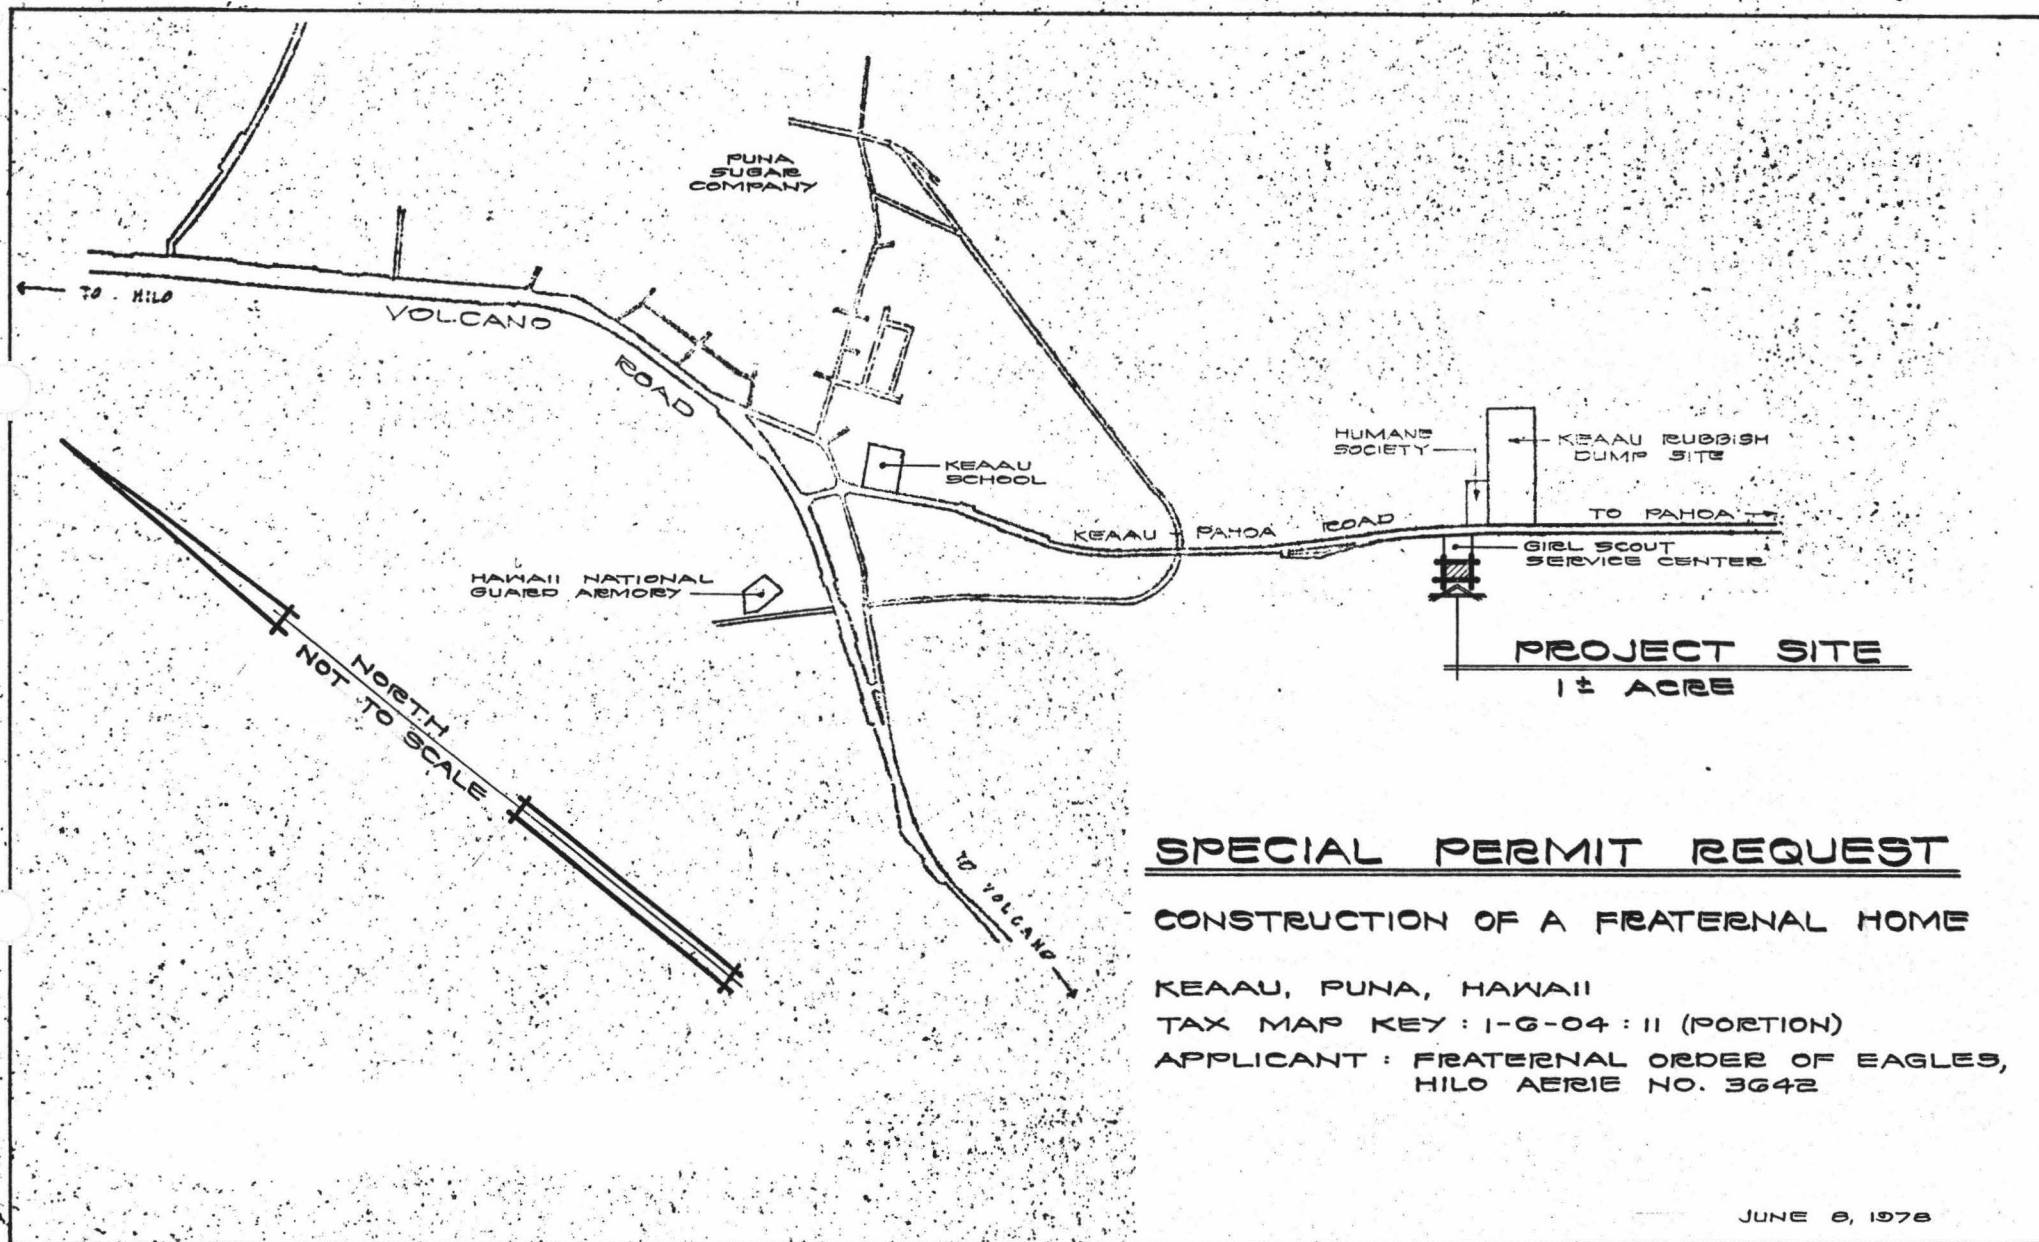 PUNA
SUGAR
COMPANY
TO HILO
VOLCANO
ROAD
KEAAU
SCHOOL
HUMANE
SOCIETY
KEAAU RUBBISH
DUMP SITE
KEAAU - PAHOA ROAD
TO PAHOA
GIRL SCOUT
SERVICE CENTER
HAWAII NATIONAL
GUARD ARMORY
PROJECT SITE
1± ACRE
NORTH
NOT TO SCALE
TO VOLCANO
SPECIAL PERMIT REQUEST
CONSTRUCTION OF A FRATERNAL HOME
KEAAU, PUNA, HAWAII
TAX MAP KEY : 1-6-04 : 11 (PORTION)
APPLICANT : FRATERNAL ORDER OF EAGLES,
HILO AERIE NO. 3642
JUNE 8, 1978